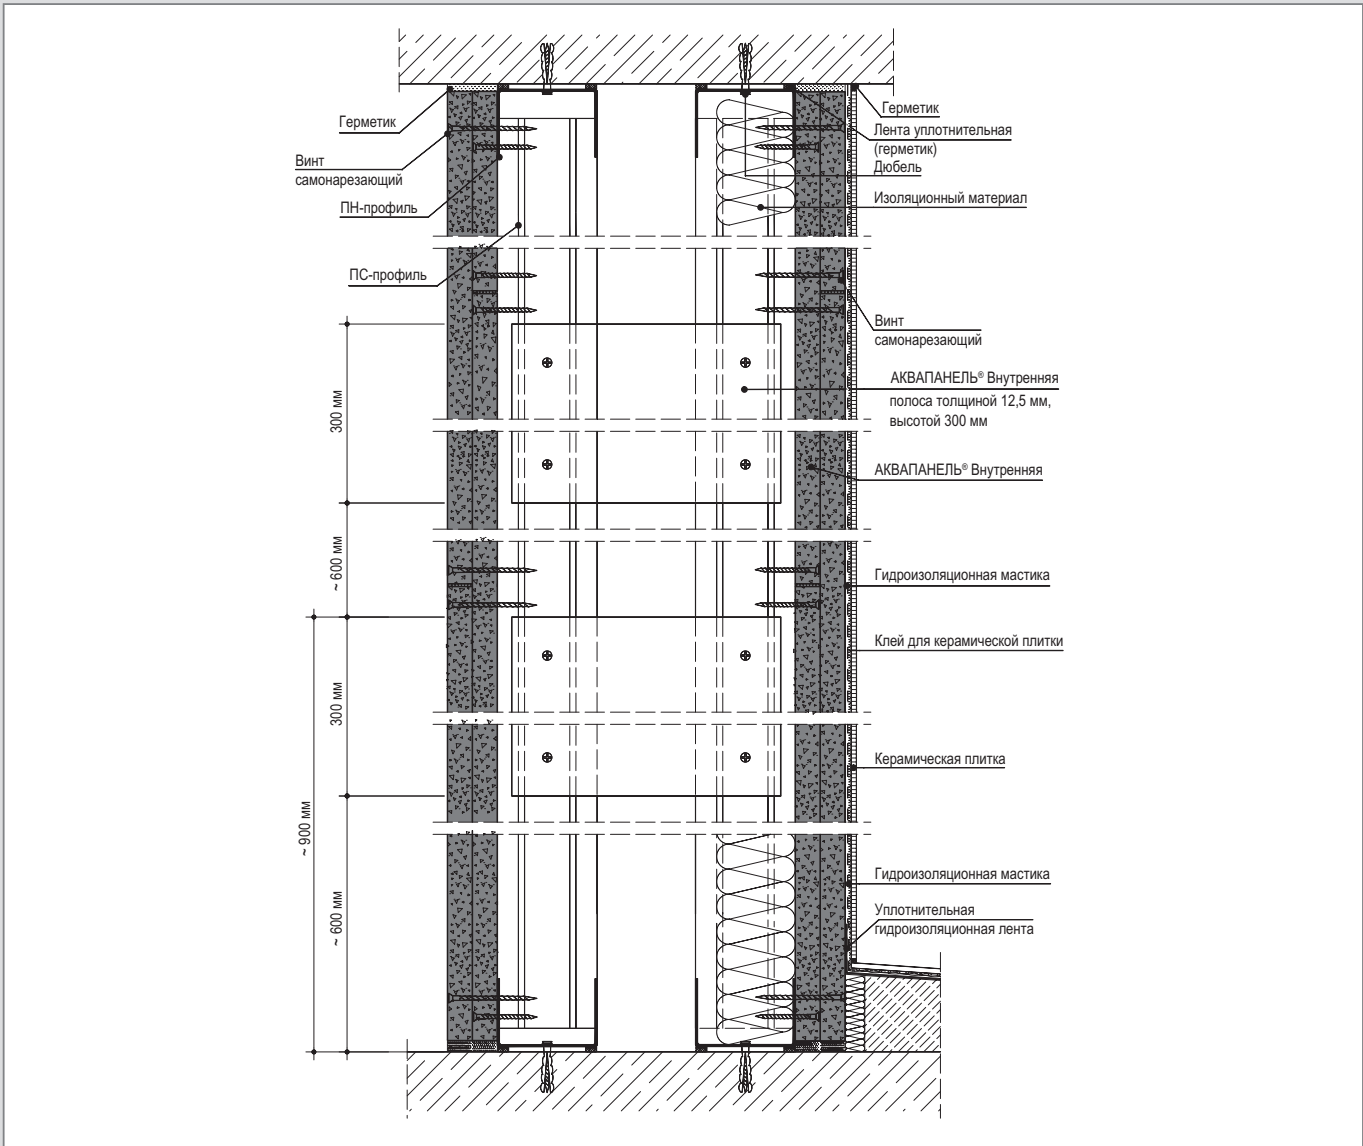 Герметик
Винт
самонарезающий
ПН-профиль
ПС-профиль
300 мм
~ 600 мм
300 мм
~ 900 мм
~ 600 мм
Герметик
Лента уплотнительная
(герметик)
Дюбель
Изоляционный материал
Винт
самонарезающий
АКВАПАНЕЛЬ® Внутренняя
полоса толщиной 12,5 мм,
высотой 300 мм
АКВАПАНЕЛЬ® Внутренняя
Гидроизоляционная мастика
Клей для керамической плитки
Керамическая плитка
Гидроизоляционная мастика
Уплотнительная
гидроизоляционная лента